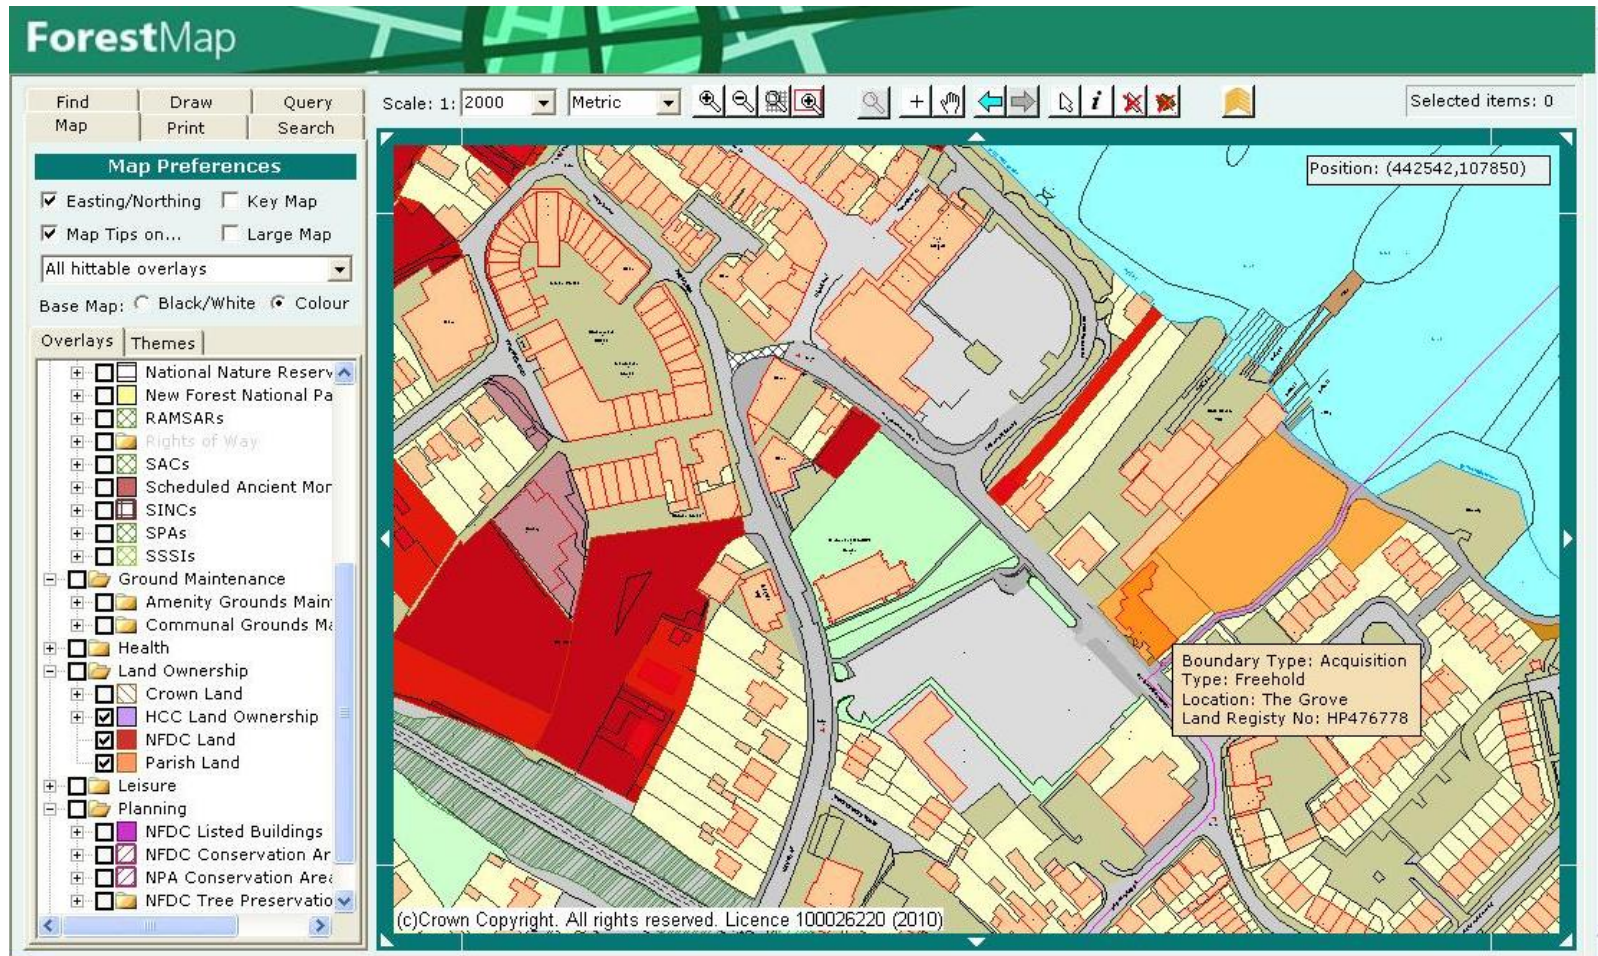 ForestMap
Find Draw Query
Map Print Search
Scale: 1: 2000 Metric
Selected items: 0
Map Preferences
Easting/Northing Key Map
Map Tips on... Large Map
All hittable overlays
Base Map: Black/White Colour
Overlays Themes
National Nature Reserv
New Forest National Pa
RAMSARs
Rights of Way
SACs
Scheduled Ancient Mor
SINCs
SPAs
SSSIs
Ground Maintenance
Amenity Grounds Main
Communal Grounds Ma
Health
Land Ownership
Crown Land
HCC Land Ownership
NFDC Land
Parish Land
Leisure
Planning
NFDC Listed Buildings
NFDC Conservation Ar
NPA Conservation Area
NFDC Tree Preservatio
Position: (442542,107850)
Boundary Type: Acquisition
Type: Freehold
Location: The Grove
Land Registy No: HP476778
(c)Crown Copyright. All rights reserved. Licence 100026220 (2010)